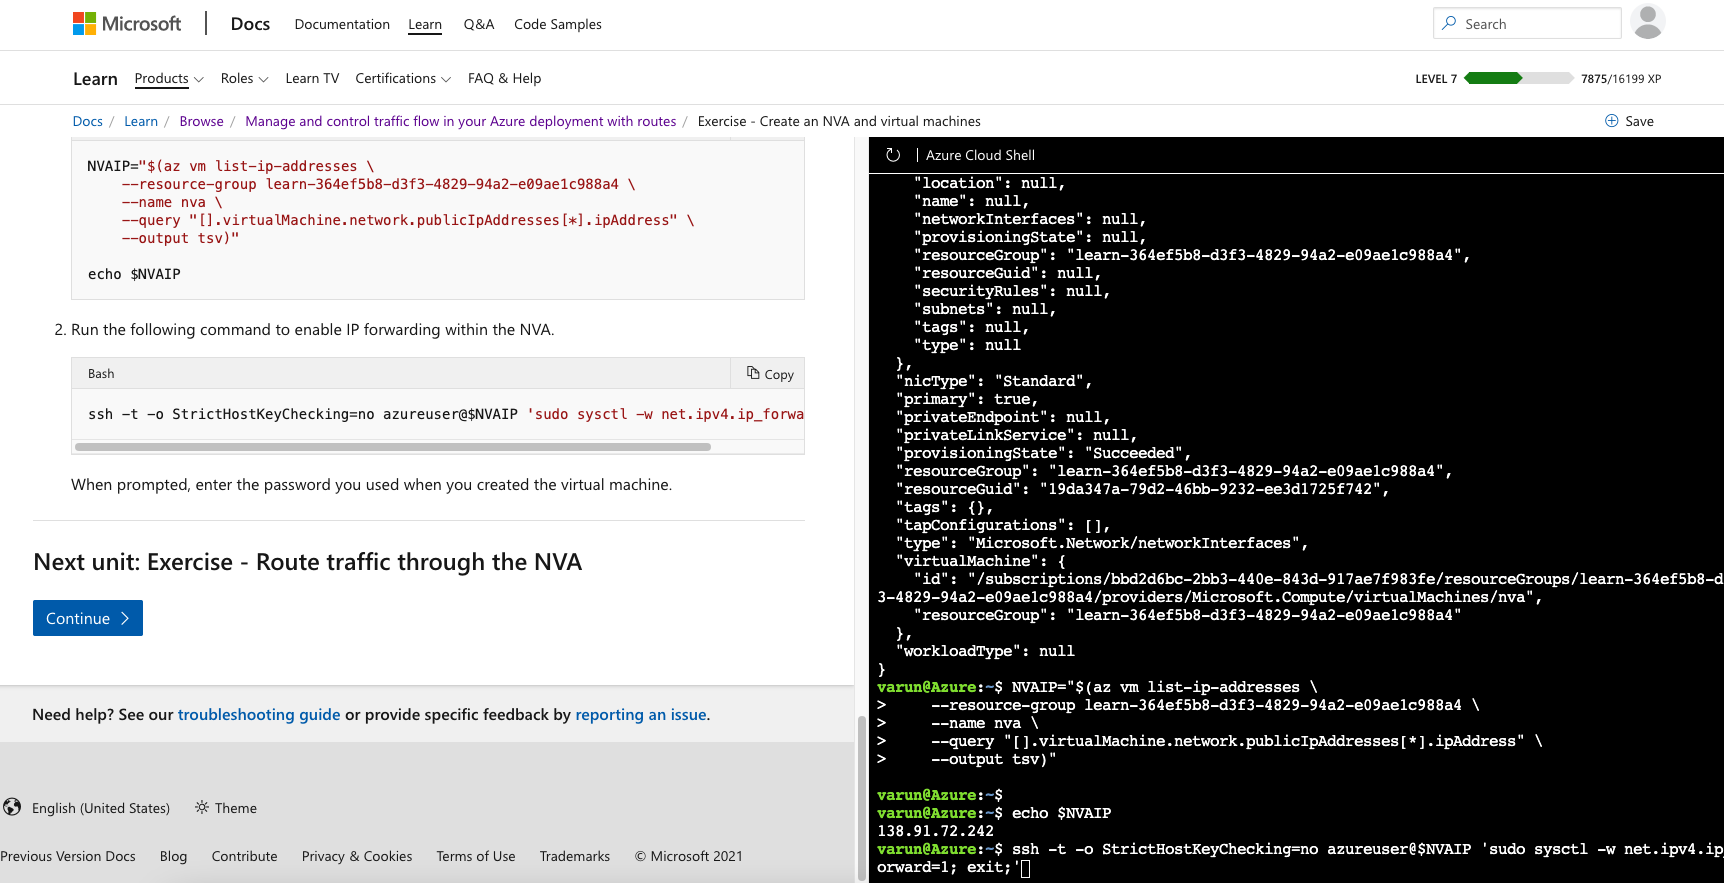 Microsoft | Docs Documentation Learn Q&A Code Samples Search
Learn Products Roles Learn TV Certifications FAQ & Help LEVEL 7 7875/16199 XP
Docs / Learn / Browse / Manage and control traffic flow in your Azure deployment with routes / Exercise - Create an NVA and virtual machines Save
NVAIP="$(az vm list-ip-addresses \
--resource-group learn-364ef5b8-d3f3-4829-94a2-e09ae1c988a4 \
--name nva \
--query "[].virtualMachine.network.publicIpAddresses[*].ipAddress" \
--output tsv)"
echo $NVAIP
2. Run the following command to enable IP forwarding within the NVA.
Bash Copy
ssh -t -o StrictHostKeyChecking=no azureuser@$NVAIP 'sudo sysctl -w net.ipv4.ip_forwa
When prompted, enter the password you used when you created the virtual machine.
Next unit: Exercise - Route traffic through the NVA
Continue
Need help? See our troubleshooting guide or provide specific feedback by reporting an issue.
English (United States) Theme
Previous Version Docs Blog Contribute Privacy & Cookies Terms of Use Trademarks © Microsoft 2021
| Azure Cloud Shell
"location": null,
"name": null,
"networkInterfaces": null,
"provisioningState": null,
"resourceGroup": "learn-364ef5b8-d3f3-4829-94a2-e09ae1c988a4",
"resourceGuid": null,
"securityRules": null,
"subnets": null,
"tags": null,
"type": null
},
"nicType": "Standard",
"primary": true,
"privateEndpoint": null,
"privateLinkService": null,
"provisioningState": "Succeeded",
"resourceGroup": "learn-364ef5b8-d3f3-4829-94a2-e09ae1c988a4",
"resourceGuid": "19da347a-79d2-46bb-9232-ee3d1725f742",
"tags": {},
"tapConfigurations": [],
"type": "Microsoft.Network/networkInterfaces",
"virtualMachine": {
"id": "/subscriptions/bbd2d6bc-2bb3-440e-843d-917ae7f983fe/resourceGroups/learn-364ef5b8-d
3-4829-94a2-e09ae1c988a4/providers/Microsoft.Compute/virtualMachines/nva",
"resourceGroup": "learn-364ef5b8-d3f3-4829-94a2-e09ae1c988a4"
},
"workloadType": null
}
varun@Azure:~$ NVAIP="$(az vm list-ip-addresses \
> --resource-group learn-364ef5b8-d3f3-4829-94a2-e09ae1c988a4 \
> --name nva \
> --query "[].virtualMachine.network.publicIpAddresses[*].ipAddress" \
> --output tsv)"
varun@Azure:~$
varun@Azure:~$ echo $NVAIP
138.91.72.242
varun@Azure:~$ ssh -t -o StrictHostKeyChecking=no azureuser@$NVAIP 'sudo sysctl -w net.ipv4.ip_
orward=1; exit;'